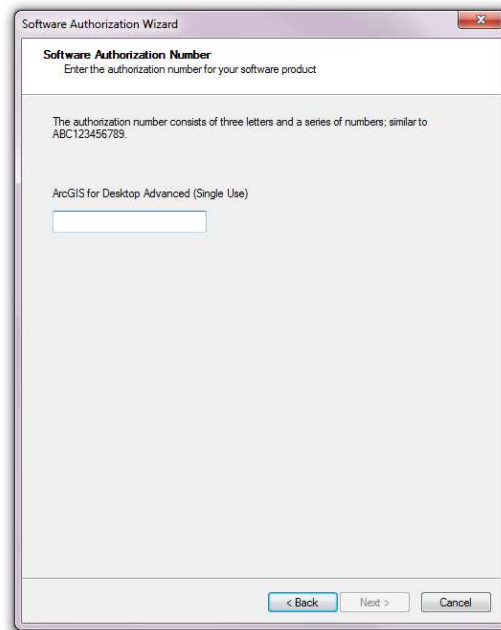 Software Authorization Wizard
Software Authorization Number
Enter the authorization number for your software product
The authorization number consists of three letters and a series of numbers; similar to
ABC123456789.
ArcGIS for Desktop Advanced (Single Use)
< Back Next > Cancel